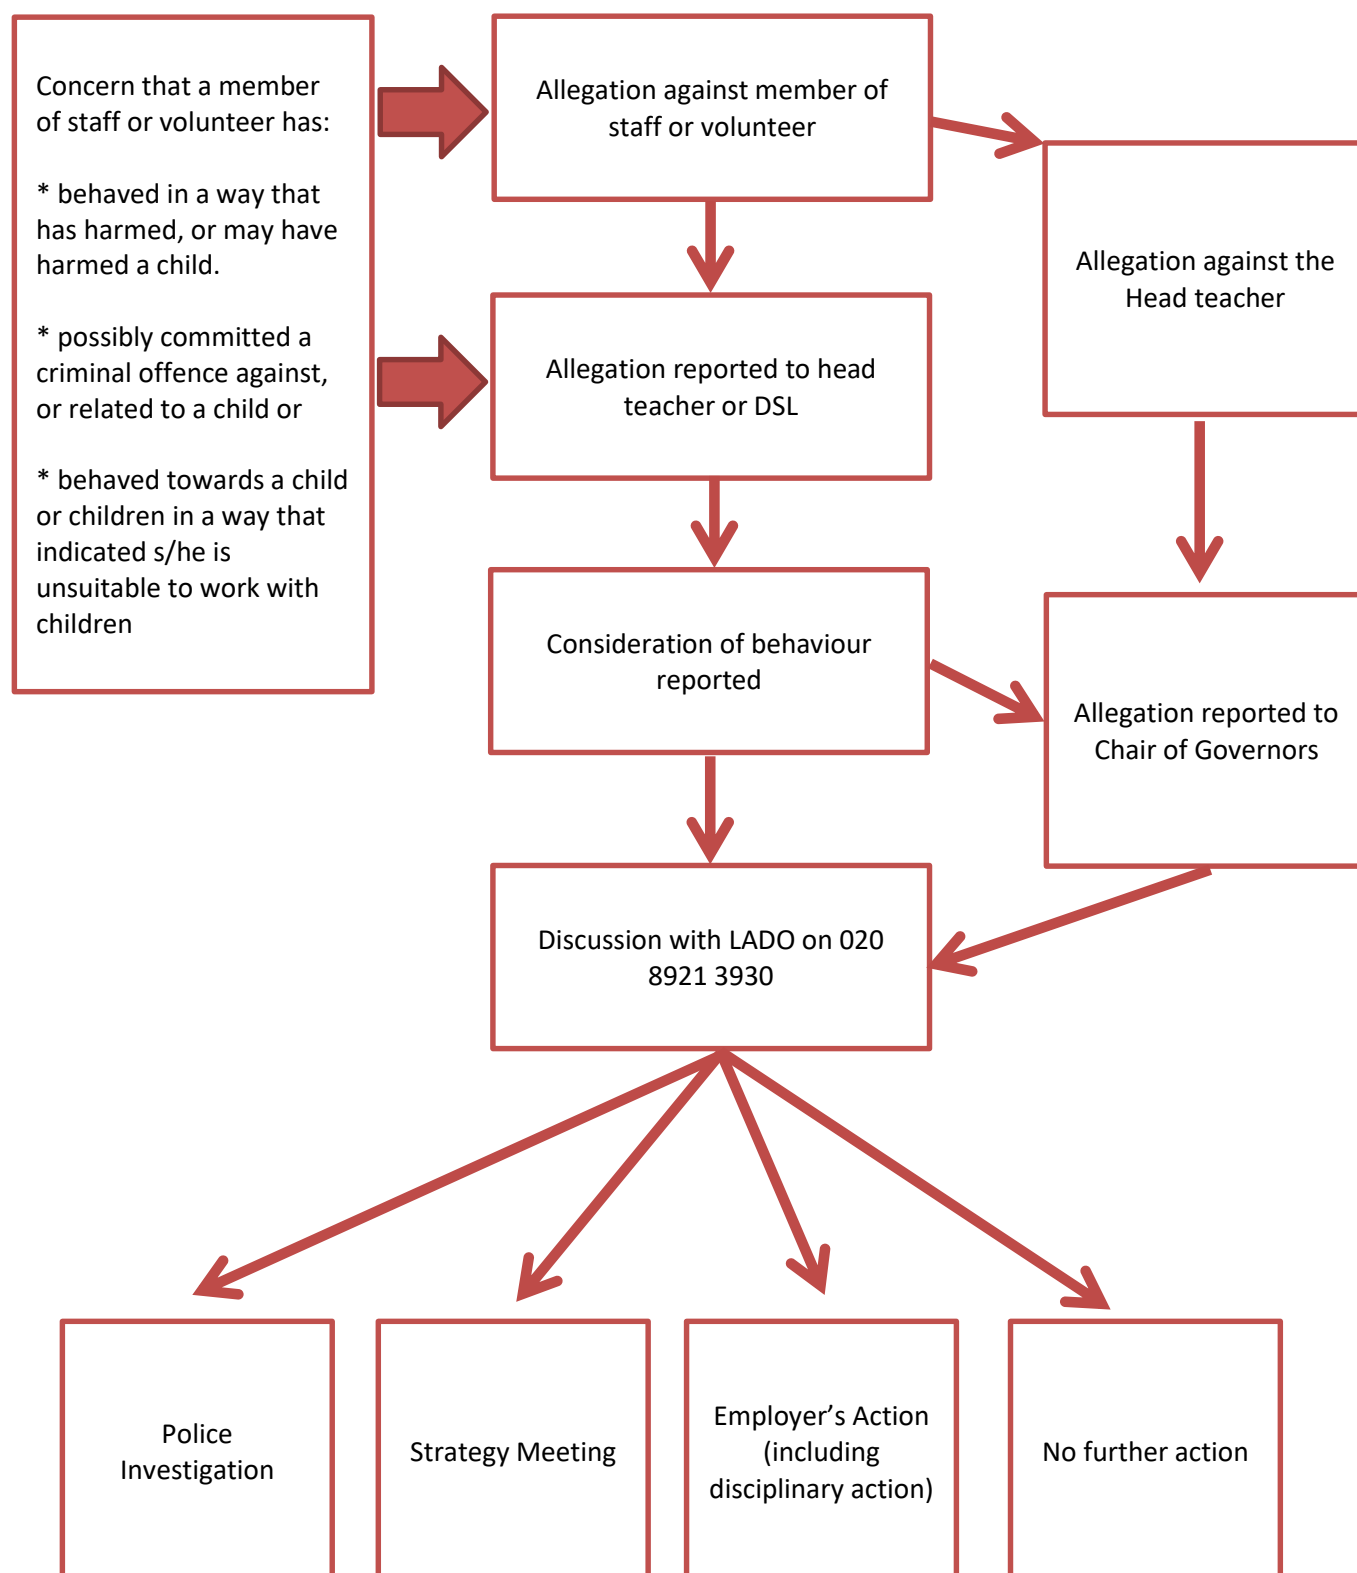 Concern that a member
of staff or volunteer has:
* behaved in a way that
has harmed, or may have
harmed a child.
* possibly committed a
criminal offence against,
or related to a child or
* behaved towards a child
or children in a way that
indicated s/he is
unsuitable to work with
children
Allegation against member of
staff or volunteer
Allegation against the
Head teacher
Allegation reported to head
teacher or DSL
Consideration of behaviour
reported
Allegation reported to
Chair of Governors
Discussion with LADO on 020
8921 3930
Police
Investigation
Strategy Meeting
Employer’s Action
(including
disciplinary action)
No further action